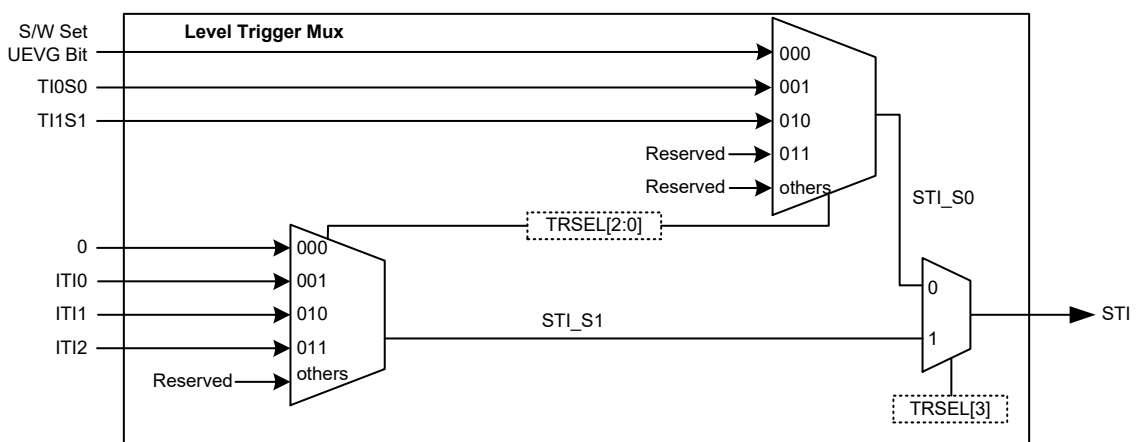 S/W Set
UEVG Bit
Level Trigger Mux
000
TI0S0
001
TI1S1
010
Reserved
011
Reserved
others
STI_S0
TRSEL[2:0]
0
000
ITI0
001
0
ITI1
010
STI_S1
STI
ITI2
011
1
Reserved
others
TRSEL[3]